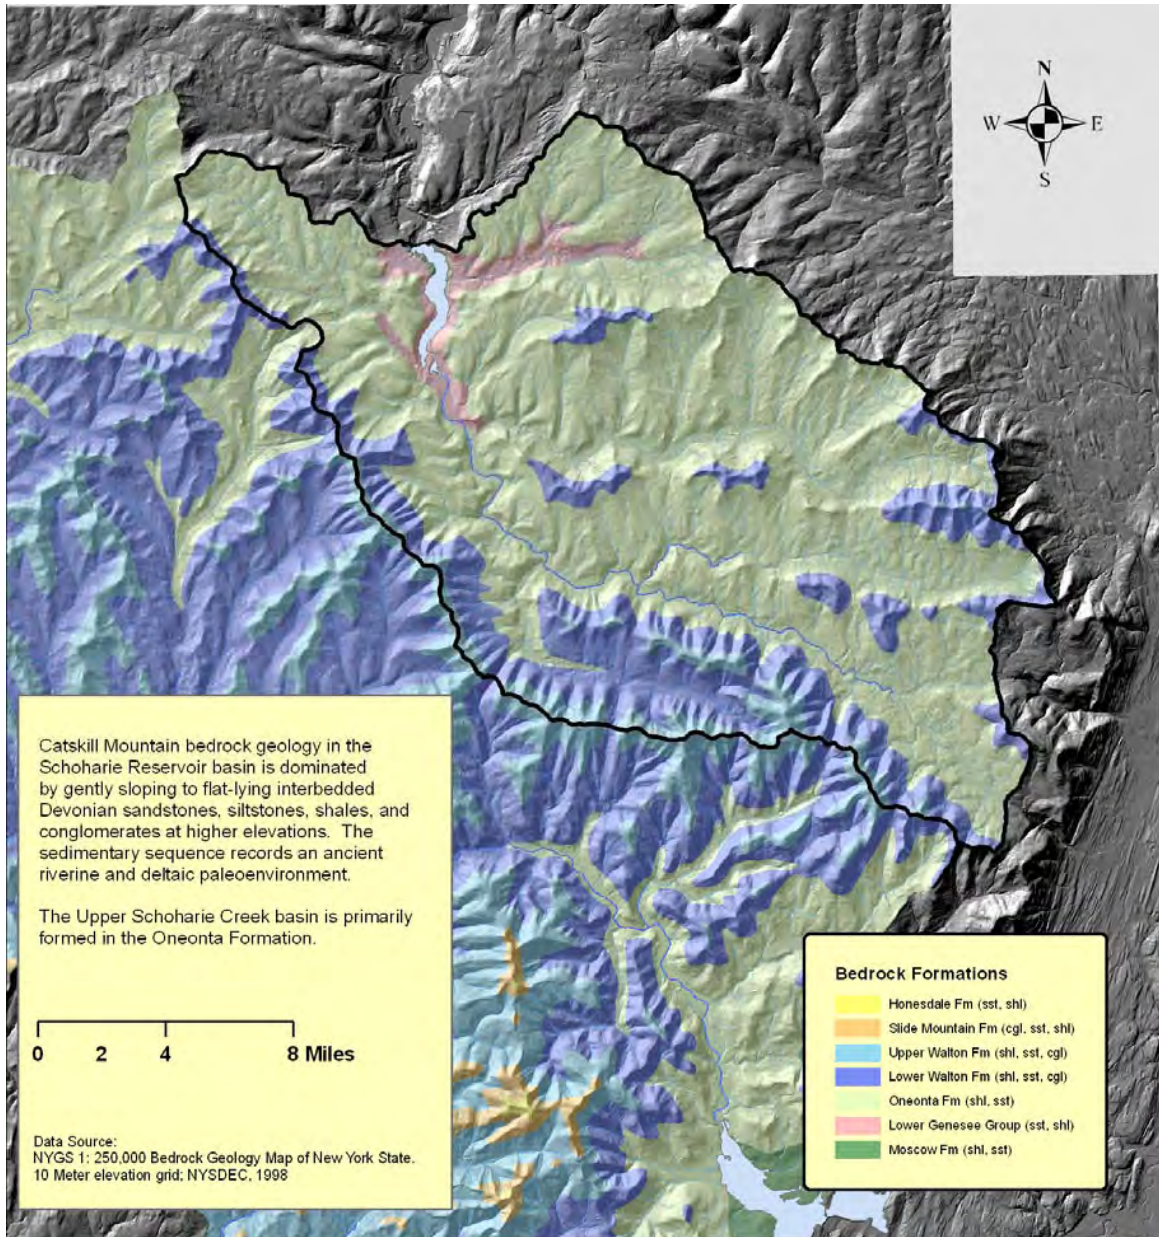 N
W E
S
Catskill Mountain bedrock geology in the
Schoharie Reservoir basin is dominated
by gently sloping to flat-lying interbedded
Devonian sandstones, siltstones, shales, and
conglomerates at higher elevations. The
sedimentary sequence records an ancient
riverine and deltaic paleoenvironment.
The Upper Schoharie Creek basin is primarily
formed in the Oneonta Formation.
0 2 4 8 Miles
Data Source:
NYGS 1: 250,000 Bedrock Geology Map of New York State.
10 Meter elevation grid; NYSDEC, 1998
Bedrock Formations
Honesdale Fm (sst, shl)
Slide Mountain Fm (cgl, sst, shl)
Upper Walton Fm (shl, sst, cgl)
Lower Walton Fm (shl, sst, cgl)
Oneonta Fm (shl, sst)
Lower Genesee Group (sst, shl)
Moscow Fm (shl, sst)